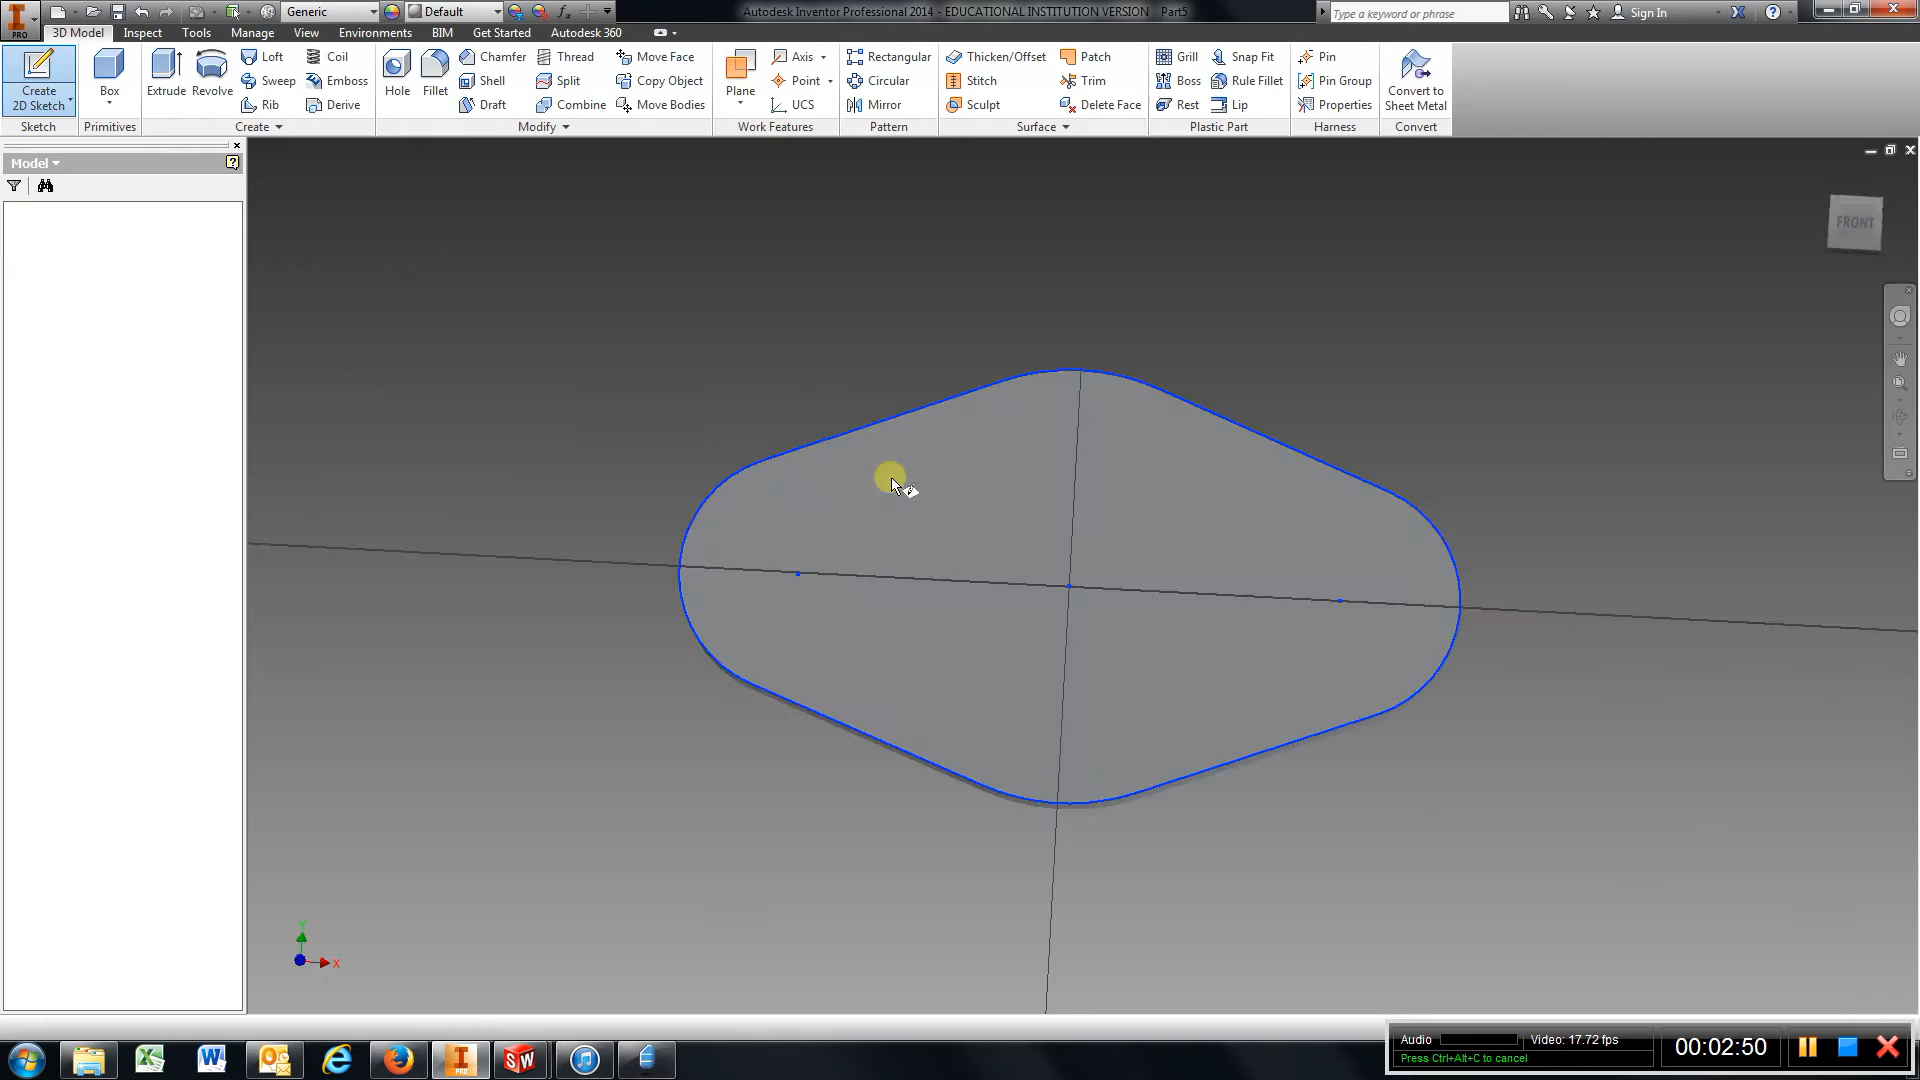 Generic Default fx Autodesk Inventor Professional 2014 - EDUCATIONAL INSTITUTION VERSION Part5 Type a keyword or phrase Sign In
PRO 3D Model Inspect Tools Manage View Environments BIM Get Started Autodesk 360
Create 2D Sketch Box Extrude Revolve Loft Coil Hole Fillet Chamfer Thread Move Face Plane Axis Rectangular Thicken/Offset Patch Grill Snap Fit Pin Convert to Sheet Metal
Sweep Emboss Shell Split Copy Object Point Circular Stitch Trim Boss Rule Fillet Pin Group
Rib Derive Draft Combine Move Bodies UCS Mirror Sculpt Delete Face Rest Lip Properties
Sketch Primitives Create Modify Work Features Pattern Surface Plastic Part Harness Convert
Model
FRONT
Y
X
Audio Video: 17.72 fps
Press Ctrl+Alt+C to cancel
00:02:50
PRO
SW